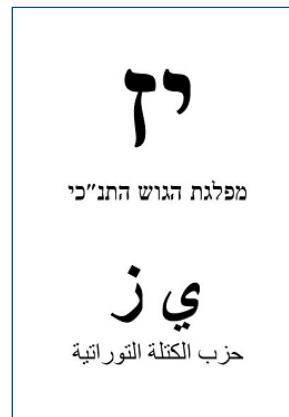 יז
מפלגת הגוש התנ"כי
ي ز
حزب الكتلة التوراتية